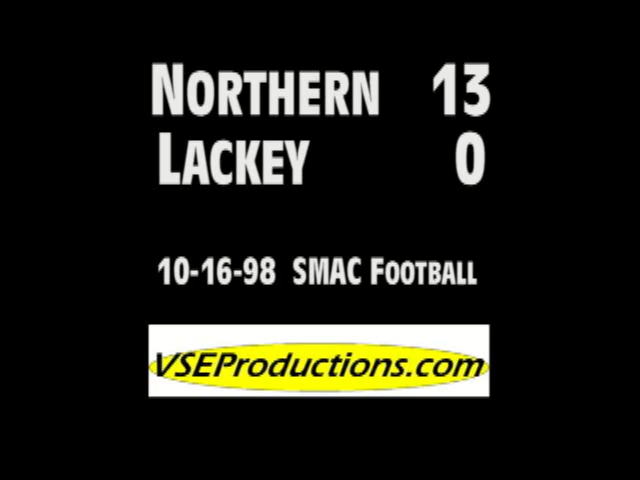 NORTHERN 13
LACKEY 0
10-16-98 SMAC FOOTBALL
VSEProductions.com